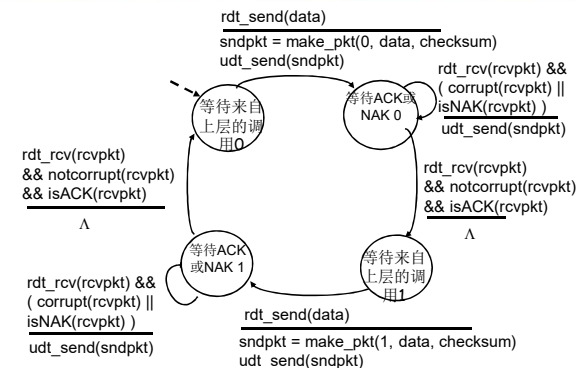 rdt_send(data)
sndpkt = make_pkt(0, data, checksum)
udt_send(sndpkt)
等待来自
上层的调
用0
等待ACK或
NAK 0
rdt_rcv(rcvpkt) &&
( corrupt(rcvpkt) ||
isNAK(rcvpkt) )
udt_send(sndpkt)
rdt_rcv(rcvpkt)
&& notcorrupt(rcvpkt)
&& isACK(rcvpkt)
Λ
rdt_rcv(rcvpkt)
&& notcorrupt(rcvpkt)
&& isACK(rcvpkt)
Λ
等待ACK
或NAK 1
等待来自
上层的调
用1
rdt_rcv(rcvpkt) &&
( corrupt(rcvpkt) ||
isNAK(rcvpkt) )
udt_send(sndpkt)
rdt_send(data)
sndpkt = make_pkt(1, data, checksum)
udt_send(sndpkt)